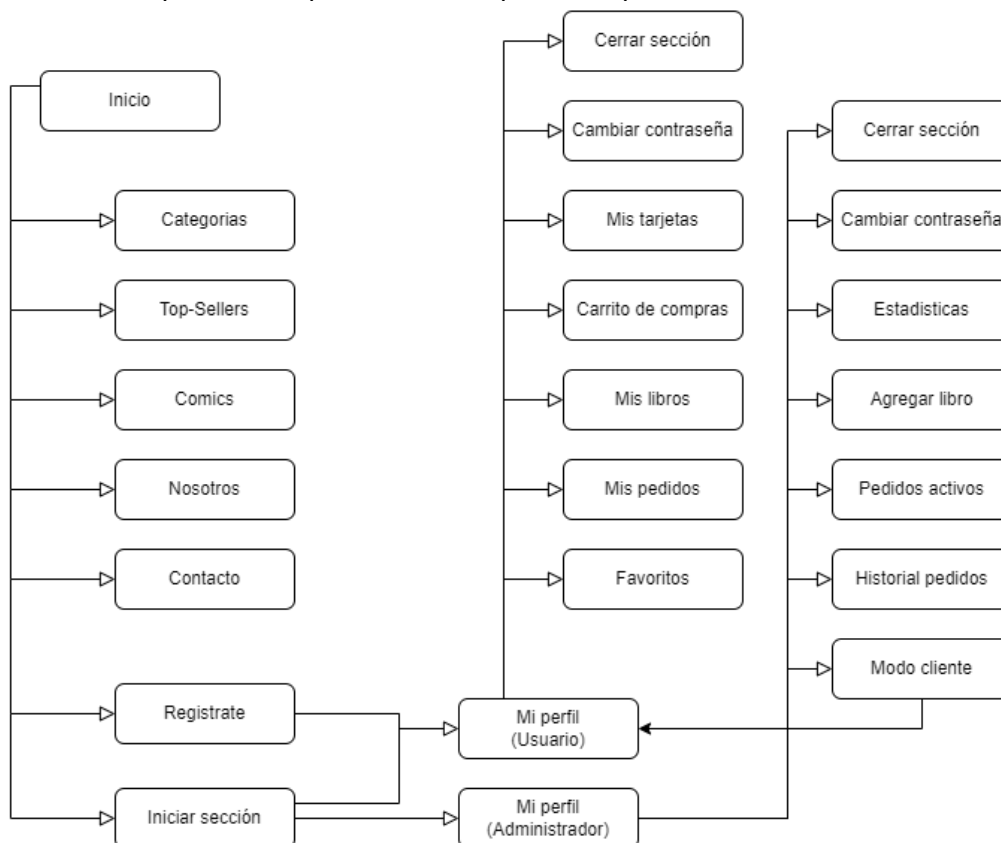 Inicio
Categorias
Top-Sellers
Comics
Nosotros
Contacto
Registrate
Iniciar sección
Cerrar sección
Cambiar contraseña
Mis tarjetas
Carrito de compras
Mis libros
Mis pedidos
Favoritos
Mi perfil
(Usuario)
Mi perfil
(Administrador)
Cerrar sección
Cambiar contraseña
Estadisticas
Agregar libro
Pedidos activos
Historial pedidos
Modo cliente